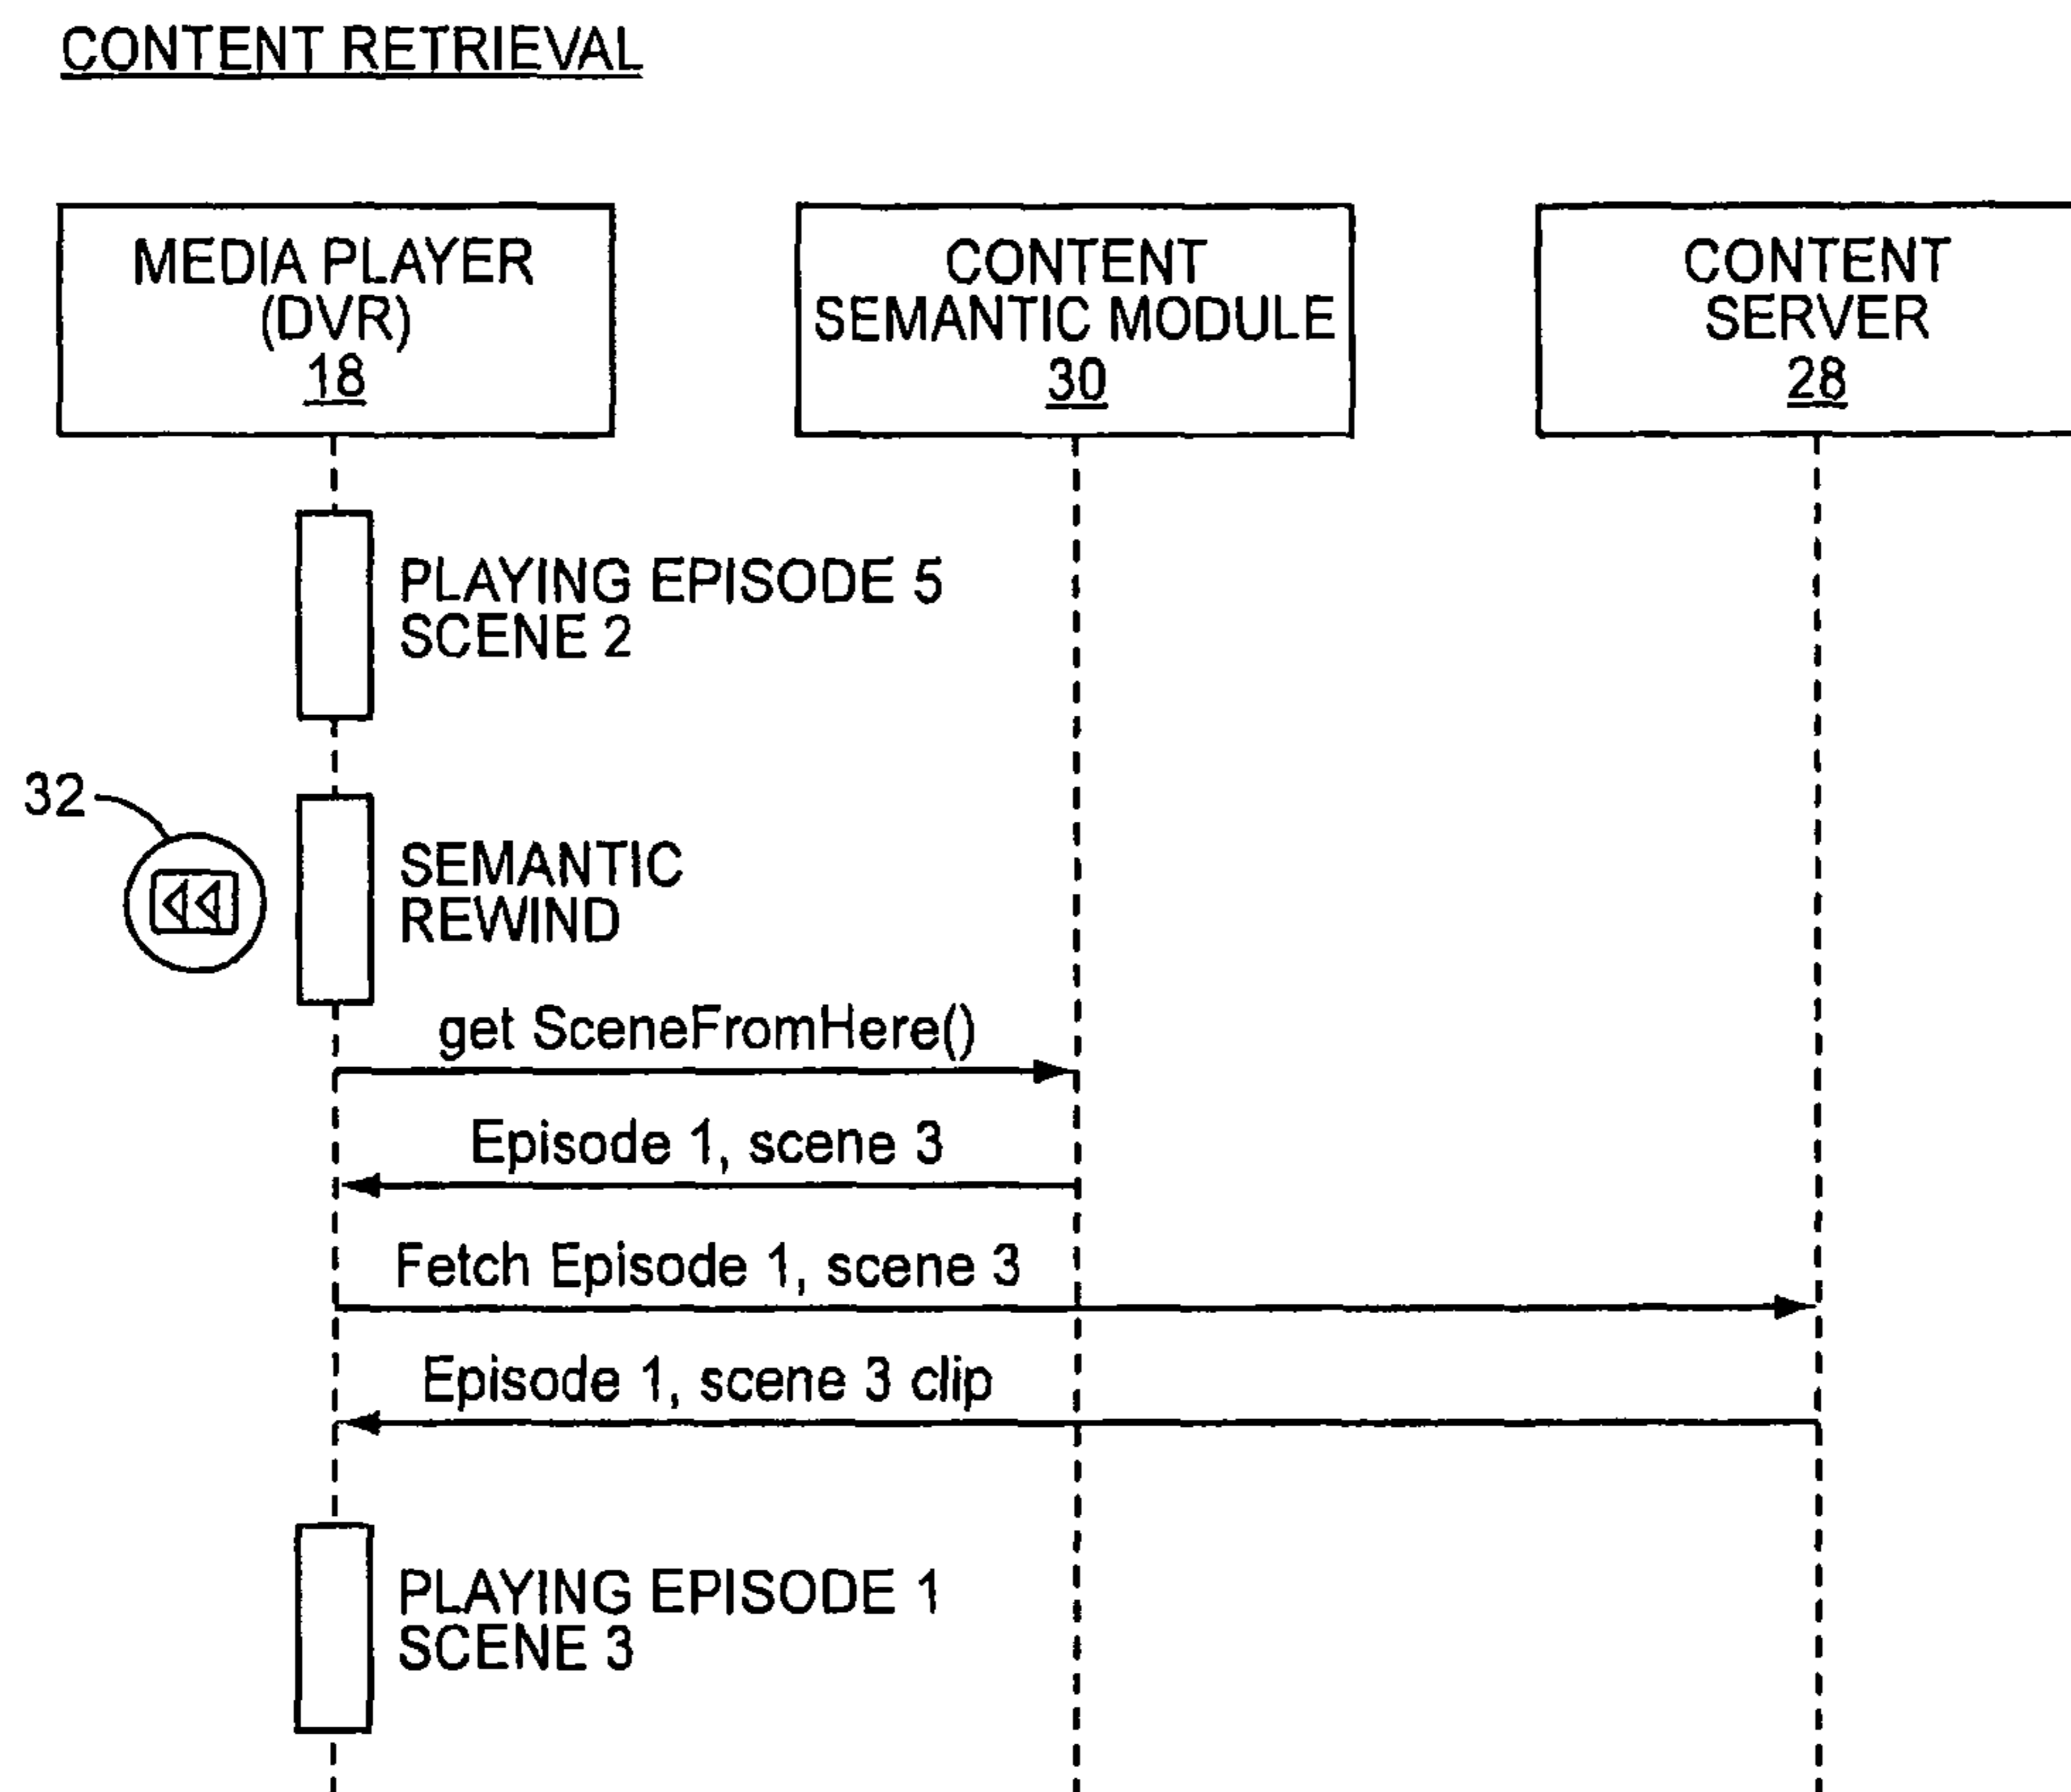 CONTENT RETRIEVAL
MEDIA PLAYER
(DVR)
18
CONTENT
SEMANTIC MODULE
30
CONTENT
SERVER
28
PLAYING EPISODE 5
SCENE 2
32
SEMANTIC
REWIND
get SceneFromHere()
Episode 1, scene 3
Fetch Episode 1, scene 3
Episode 1, scene 3 clip
PLAYING EPISODE 1
SCENE 3